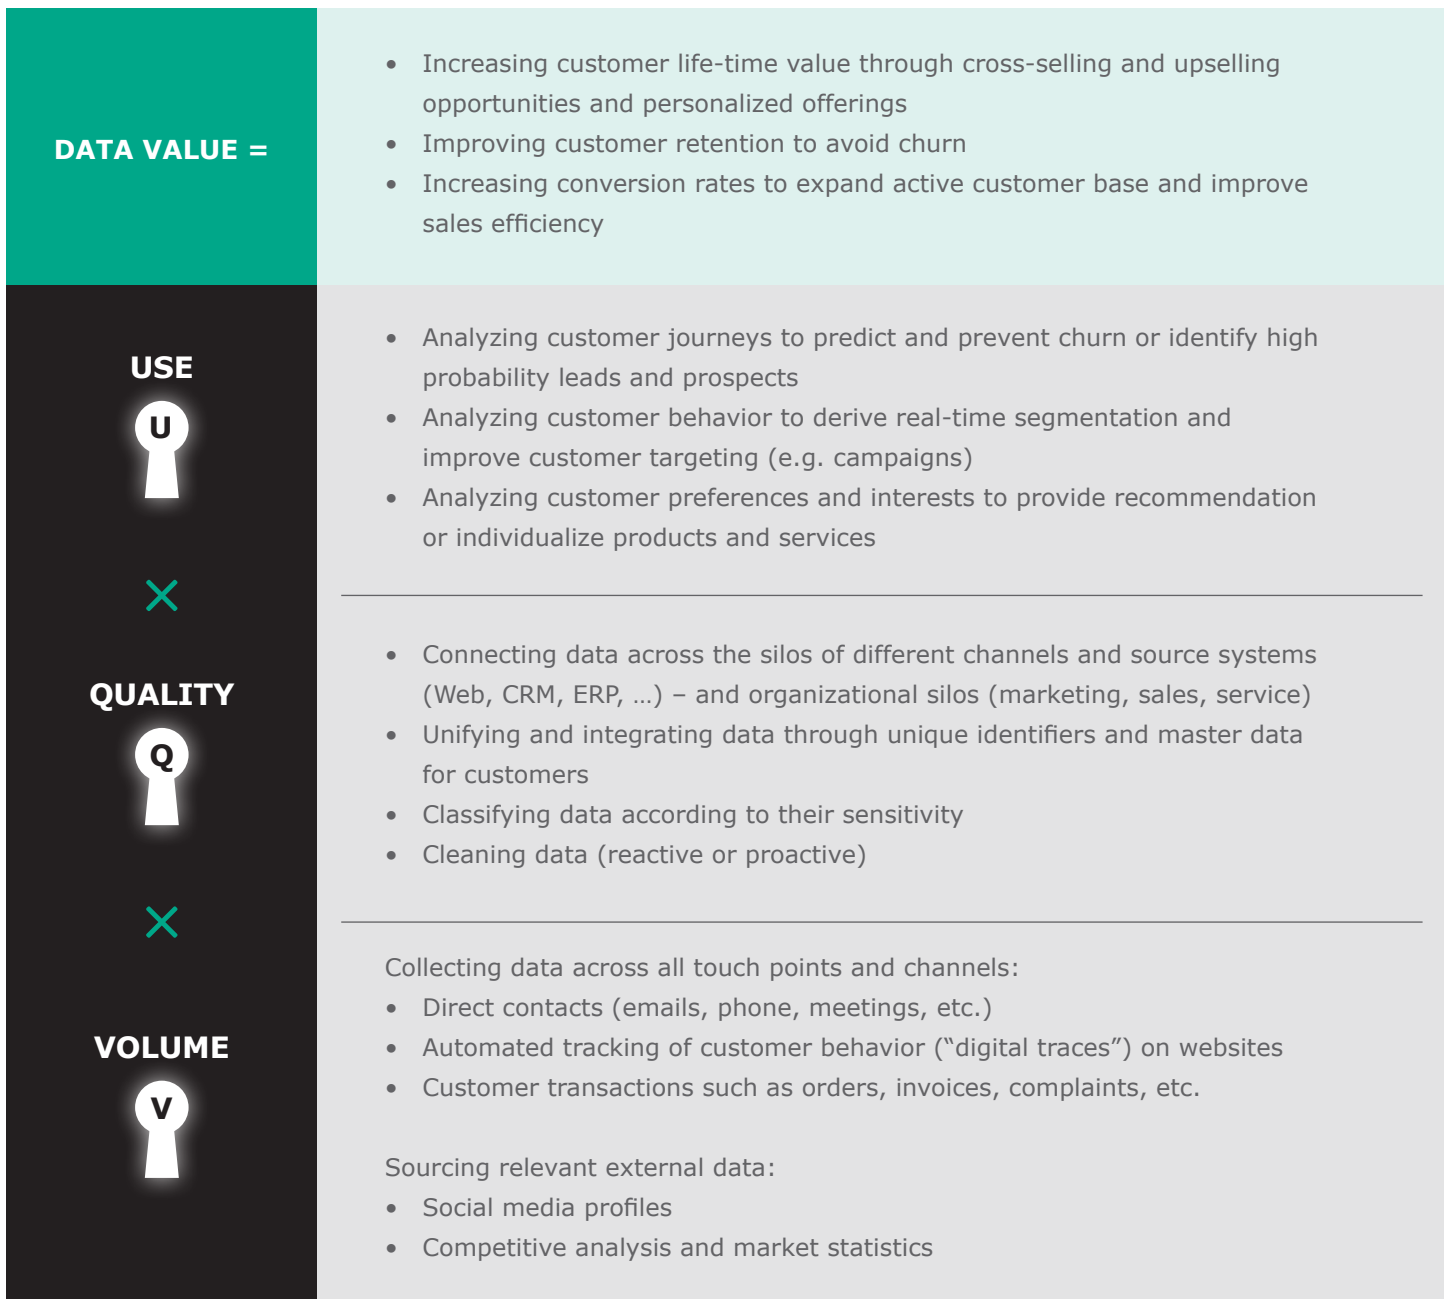 DATA VALUE =
• Increasing customer life-time value through cross-selling and upselling
opportunities and personalized offerings
• Improving customer retention to avoid churn
• Increasing conversion rates to expand active customer base and improve
sales efficiency
USE
U
• Analyzing customer journeys to predict and prevent churn or identify high
probability leads and prospects
• Analyzing customer behavior to derive real-time segmentation and
improve customer targeting (e.g. campaigns)
• Analyzing customer preferences and interests to provide recommendation
or individualize products and services
×
QUALITY
Q
• Connecting data across the silos of different channels and source systems
(Web, CRM, ERP, …) – and organizational silos (marketing, sales, service)
• Unifying and integrating data through unique identifiers and master data
for customers
• Classifying data according to their sensitivity
• Cleaning data (reactive or proactive)
×
VOLUME
V
Collecting data across all touch points and channels:
• Direct contacts (emails, phone, meetings, etc.)
• Automated tracking of customer behavior (“digital traces”) on websites
• Customer transactions such as orders, invoices, complaints, etc.
Sourcing relevant external data:
• Social media profiles
• Competitive analysis and market statistics